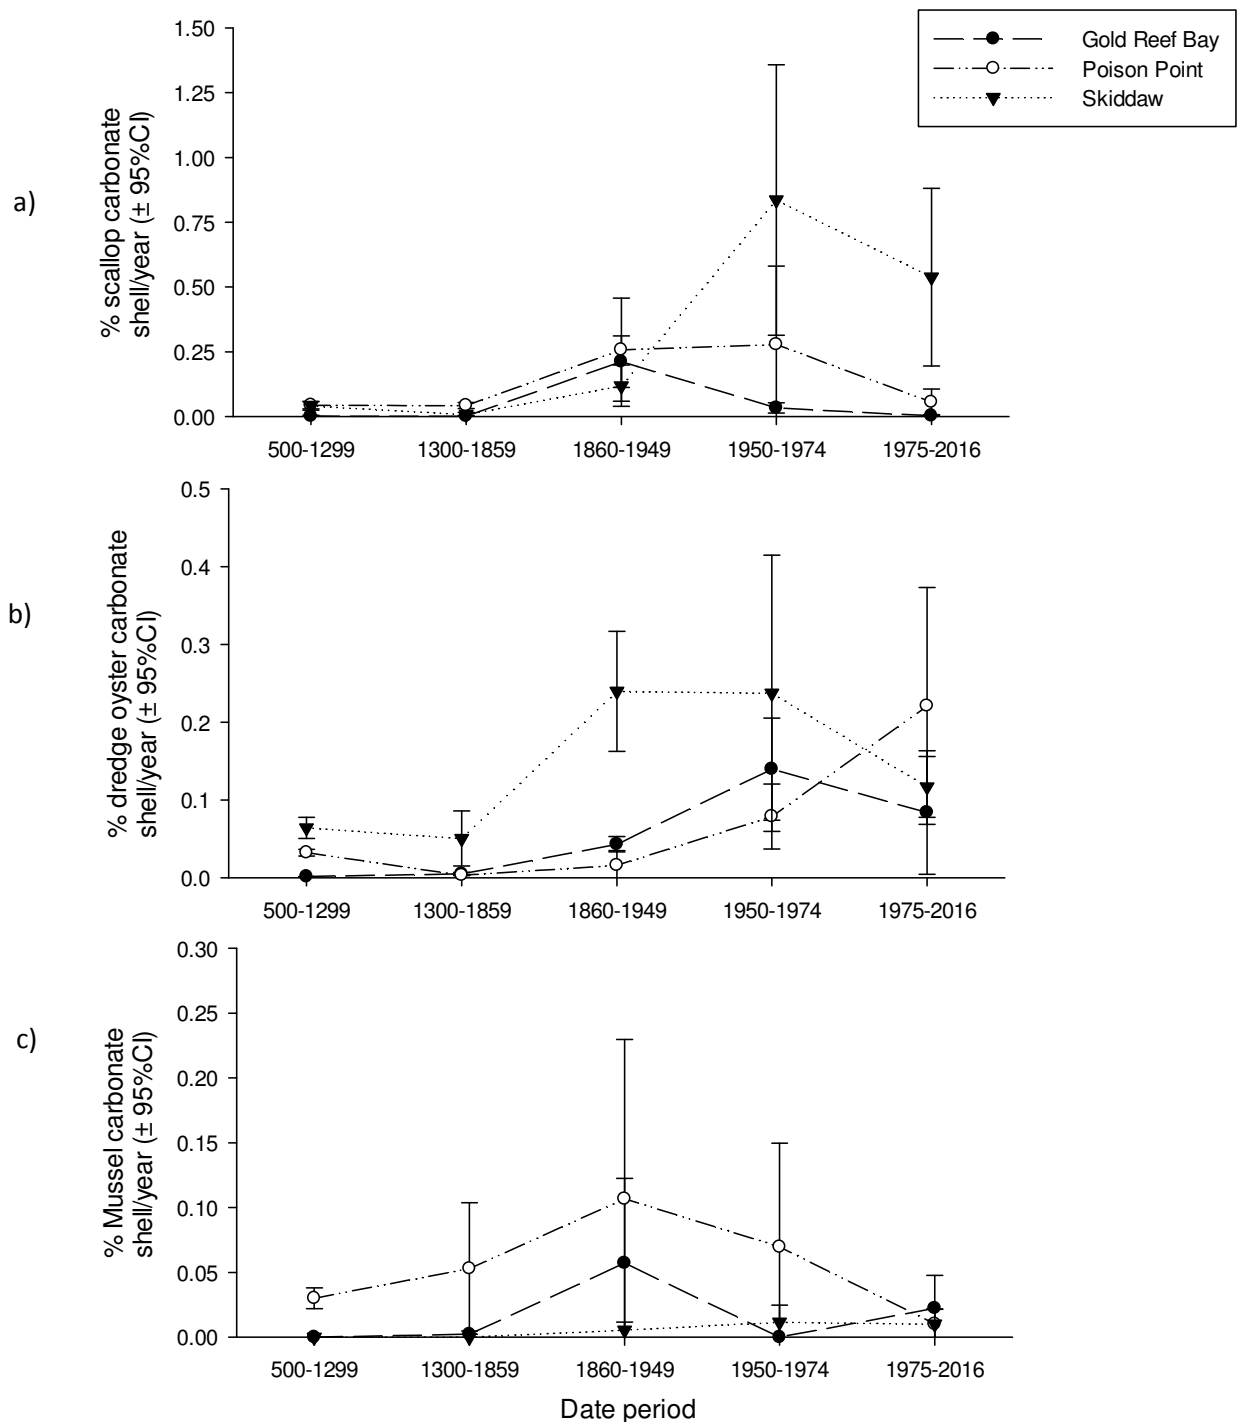 Gold Reef Bay
Poison Point
Skiddaw
a)
% scallop carbonate
shell/year (± 95%CI)
1.50
1.25
1.00
0.75
0.50
0.25
0.00
500-1299 1300-1859 1860-1949 1950-1974 1975-2016
b)
% dredge oyster carbonate
shell/year (± 95%CI)
0.5
0.4
0.3
0.2
0.1
0.0
500-1299 1300-1859 1860-1949 1950-1974 1975-2016
c)
% Mussel carbonate
shell/year (± 95%CI)
0.30
0.25
0.20
0.15
0.10
0.05
0.00
500-1299 1300-1859 1860-1949 1950-1974 1975-2016
Date period